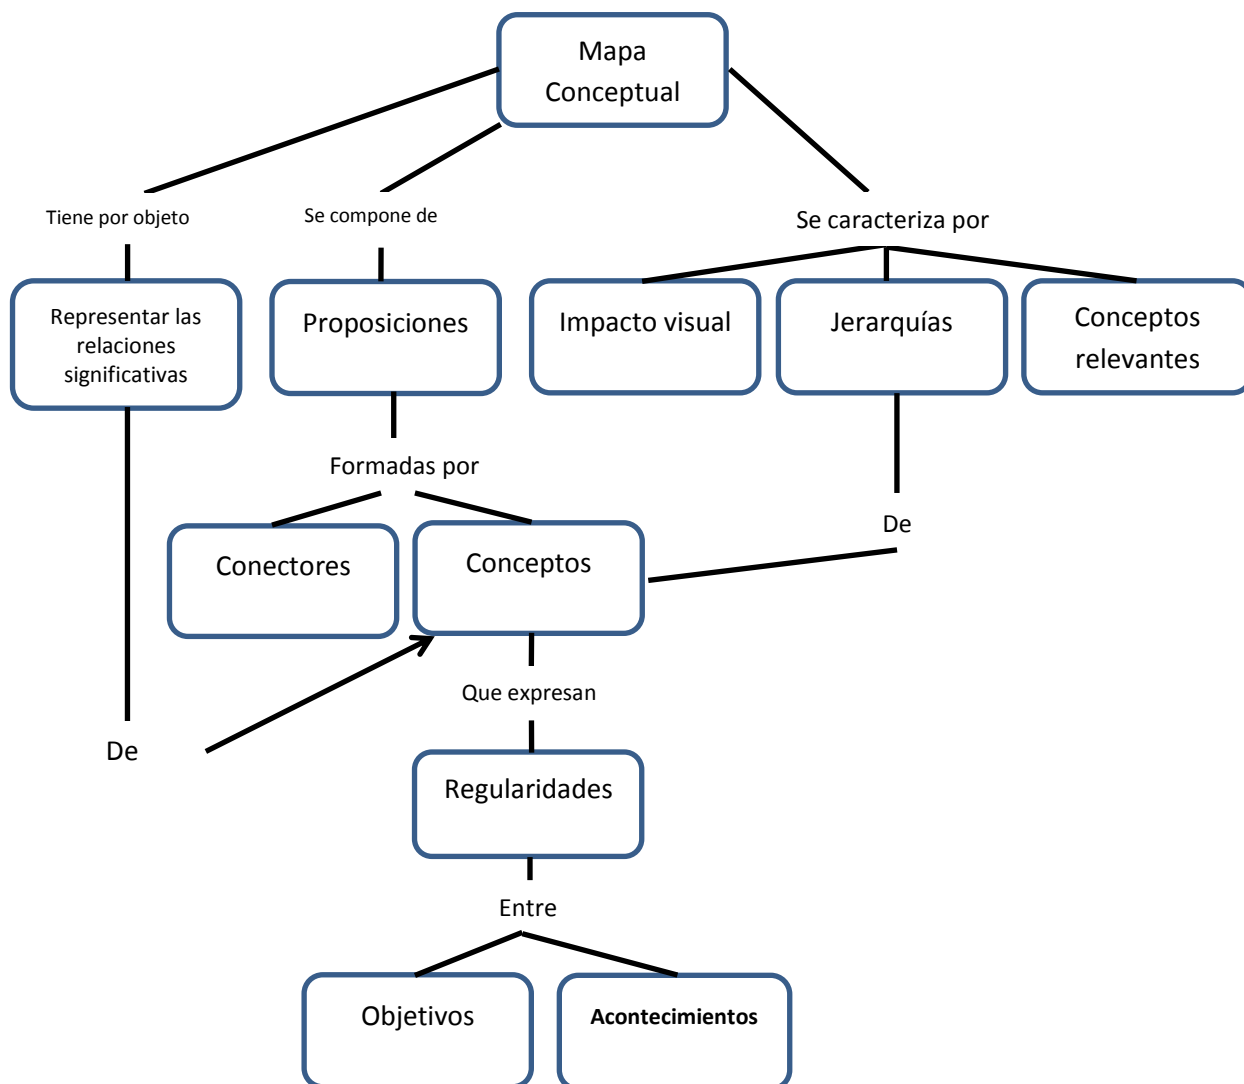 Mapa
Conceptual
Tiene por objeto
Se compone de
Se caracteriza por
Representar las
relaciones
significativas
Proposiciones
Impacto visual
Jerarquías
Conceptos
relevantes
Formadas por
De
Conectores
Conceptos
Que expresan
De
Regularidades
Entre
Objetivos
Acontecimientos